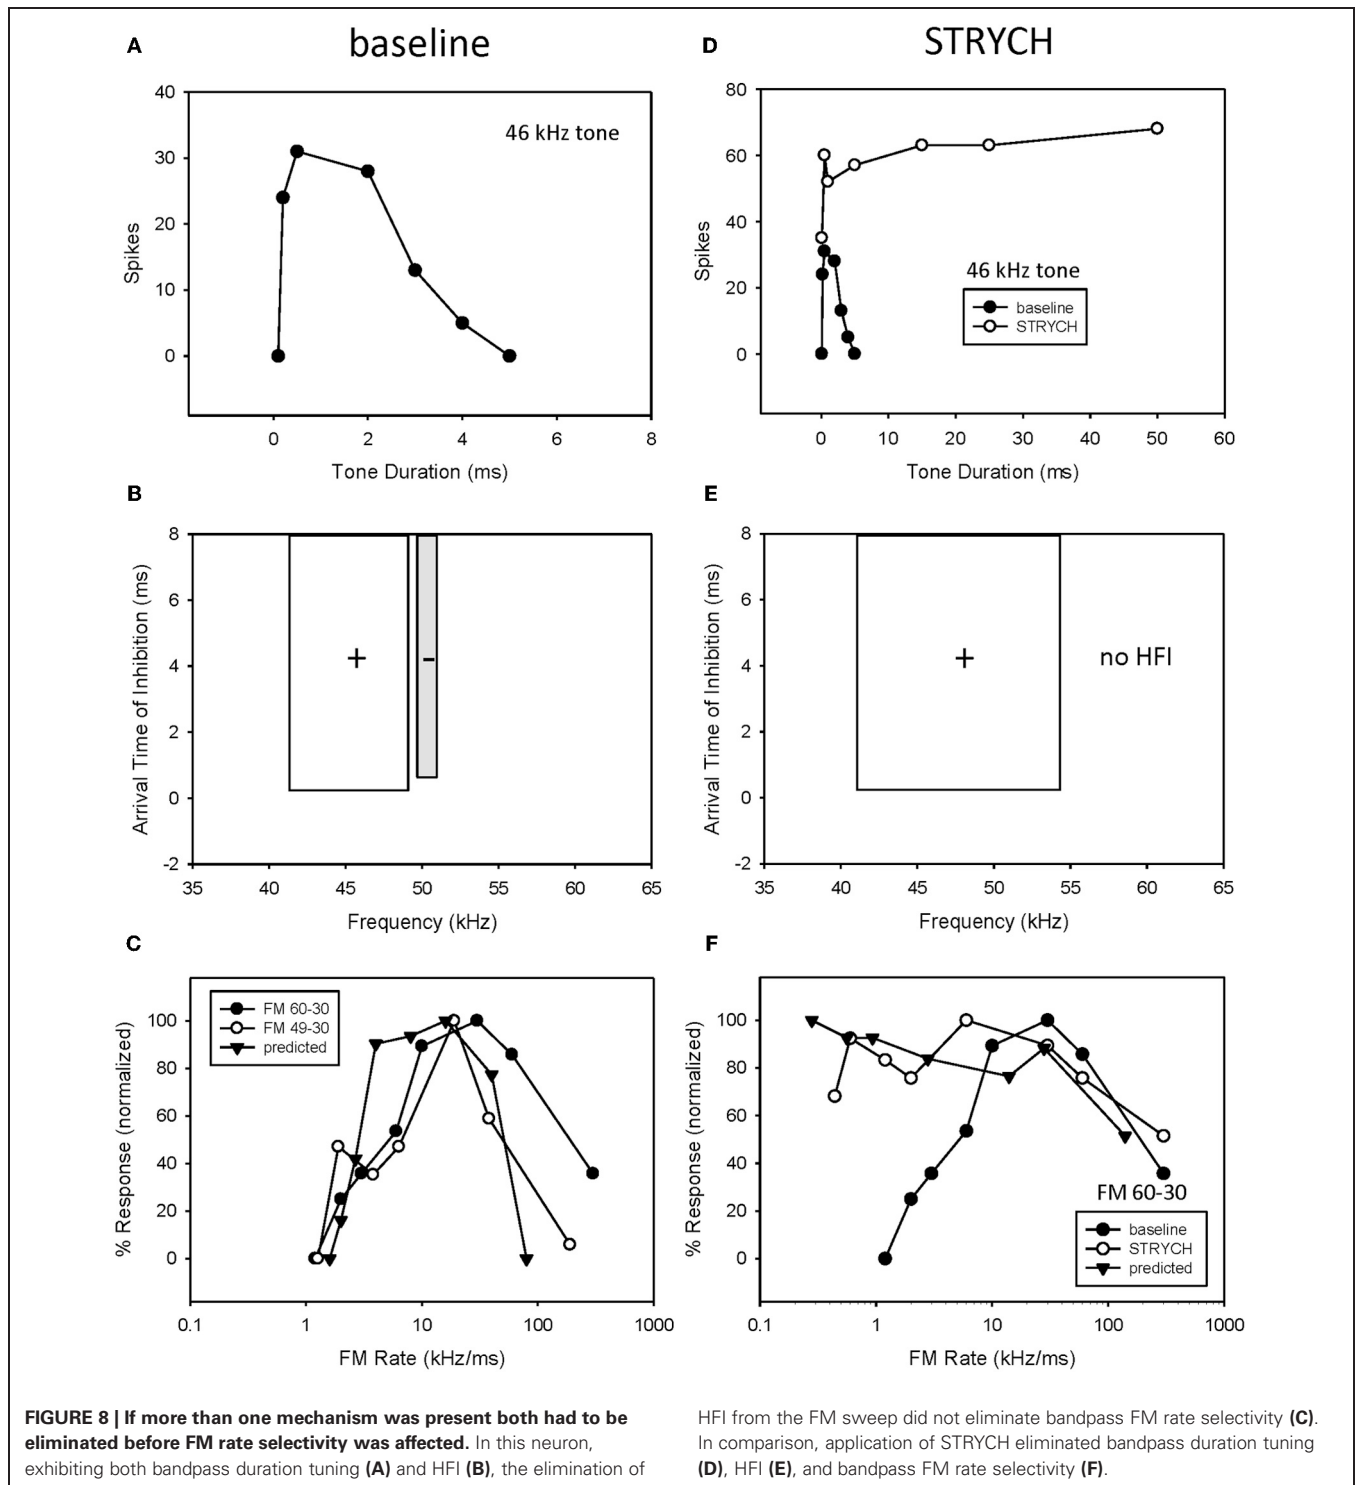 A
baseline
40
30
20
10
0
Spikes
46 kHz tone
0 2 4 6 8
Tone Duration (ms)
B
8
6
4
2
0
-2
Arrival Time of Inhibition (ms)
+
-
35 40 45 50 55 60 65
Frequency (kHz)
C
100
80
60
40
20
0
% Response (normalized)
FM 60-30
FM 49-30
predicted
0.1 1 10 100 1000
FM Rate (kHz/ms)
D
STRYCH
80
60
40
20
0
Spikes
46 kHz tone
baseline
STRYCH
0 10 20 30 40 50 60
Tone Duration (ms)
E
8
6
4
2
0
-2
Arrival Time of Inhibition (ms)
+
no HFI
35 40 45 50 55 60 65
Frequency (kHz)
F
100
80
60
40
20
0
% Response (normalized)
FM 60-30
baseline
STRYCH
predicted
0.1 1 10 100 1000
FM Rate (kHz/ms)
FIGURE 8 | If more than one mechanism was present both had to be
eliminated before FM rate selectivity was affected. In this neuron,
exhibiting both bandpass duration tuning (A) and HFI (B), the elimination of
HFI from the FM sweep did not eliminate bandpass FM rate selectivity (C).
In comparison, application of STRYCH eliminated bandpass duration tuning
(D), HFI (E), and bandpass FM rate selectivity (F).